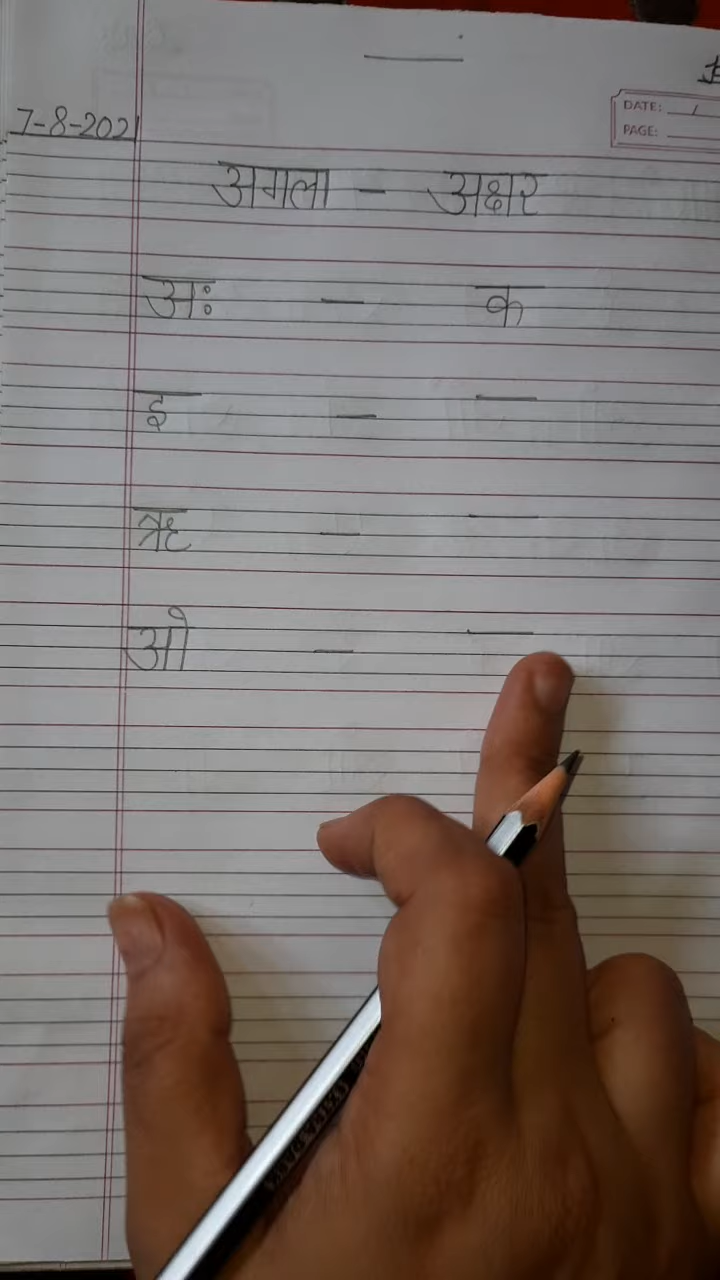 DATE:
PAGE:
7-8-2021
अगला - अक्षर
अः - क
इ -
ऋ -
ओ -